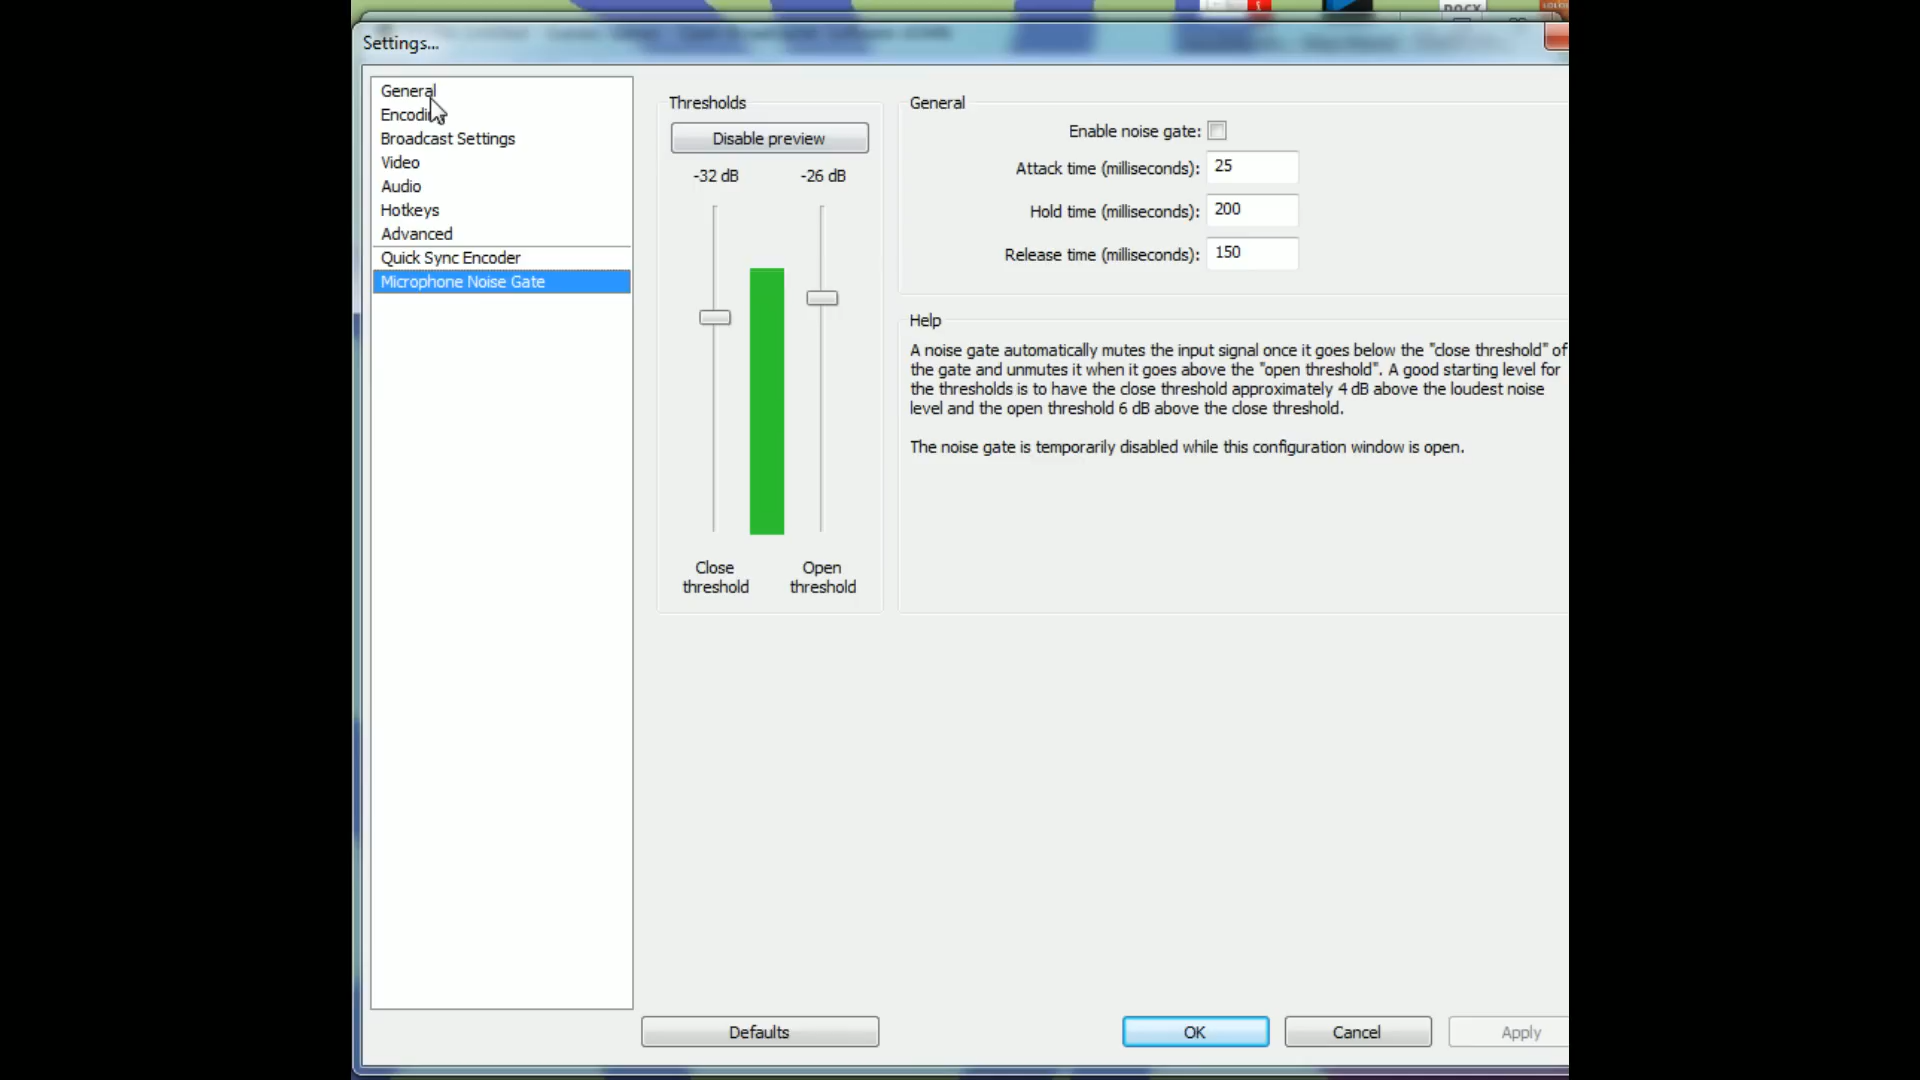 DOCX
Settings...
General
Encoding
Broadcast Settings
Video
Audio
Hotkeys
Advanced
Quick Sync Encoder
Microphone Noise Gate
Thresholds
Disable preview
-32 dB
-26 dB
Close
threshold
Open
threshold
General
Enable noise gate:
Attack time (milliseconds): 25
Hold time (milliseconds): 200
Release time (milliseconds): 150
Help
A noise gate automatically mutes the input signal once it goes below the "close threshold" of
the gate and unmutes it when it goes above the "open threshold". A good starting level for
the thresholds is to have the close threshold approximately 4 dB above the loudest noise
level and the open threshold 6 dB above the close threshold.
The noise gate is temporarily disabled while this configuration window is open.
Defaults
OK
Cancel
Apply